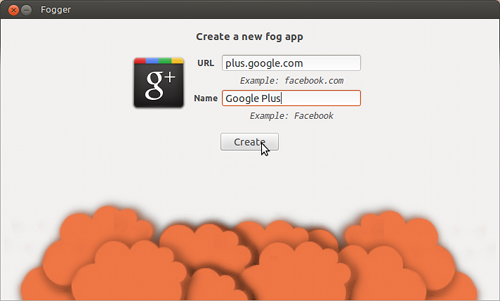 Fogger
Create a new fog app
g+
URL plus.google.com
Example: facebook.com
Name Google Plus
Example: Facebook
Create